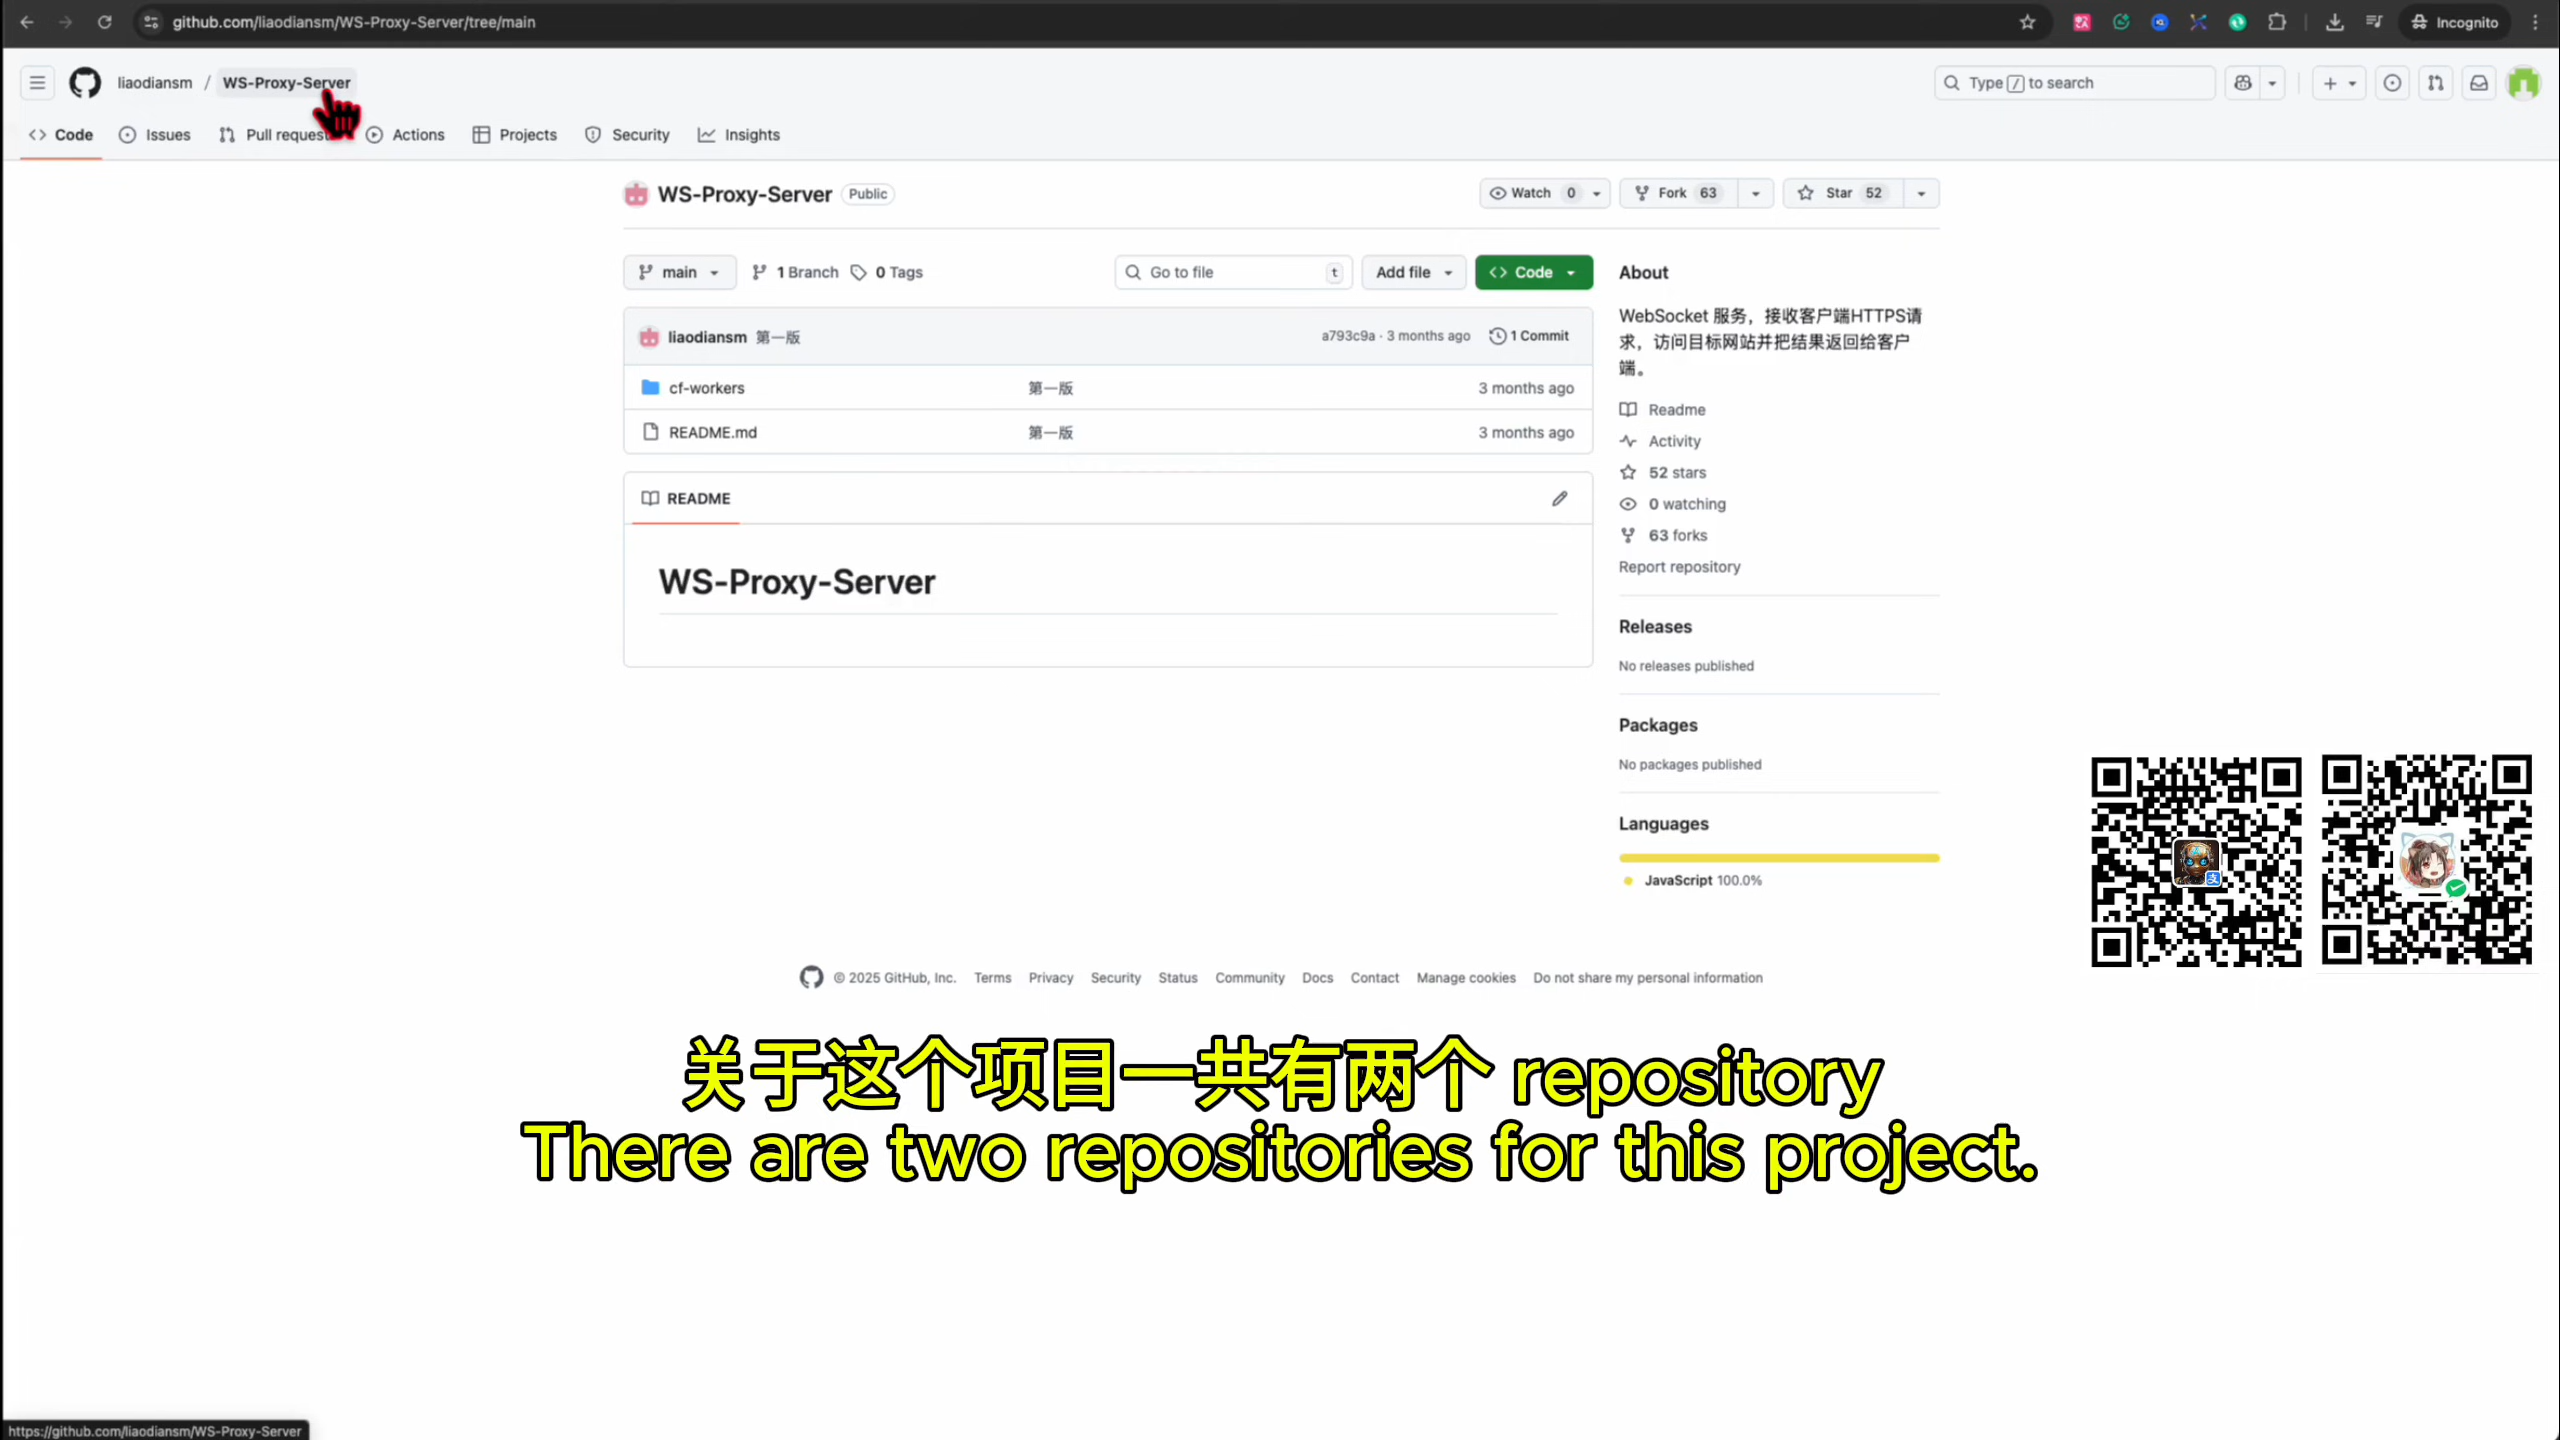 github.com/liaodiansm/WS-Proxy-Server/tree/main
Incognito
liaodiansm / WS-Proxy-Server
Type / to search
Code
Issues
Pull request
Actions
Projects
Security
Insights
WS-Proxy-Server
Public
Watch 0
Fork 63
Star 52
main
1 Branch
0 Tags
Go to file
t
Add file
Code
liaodiansm 第一版
a793c9a · 3 months ago
1 Commit
cf-workers
第一版
3 months ago
README.md
第一版
3 months ago
README
WS-Proxy-Server
About
WebSocket 服务，接收客户端HTTPS请
求，访问目标网站并把结果返回给客户
端。
Readme
Activity
52 stars
0 watching
63 forks
Report repository
Releases
No releases published
Packages
No packages published
Languages
JavaScript 100.0%
支
© 2025 GitHub, Inc.
Terms
Privacy
Security
Status
Community
Docs
Contact
Manage cookies
Do not share my personal information
关于这个项目一共有两个 repository
There are two repositories for this project.
https://github.com/liaodiansm/WS-Proxy-Server